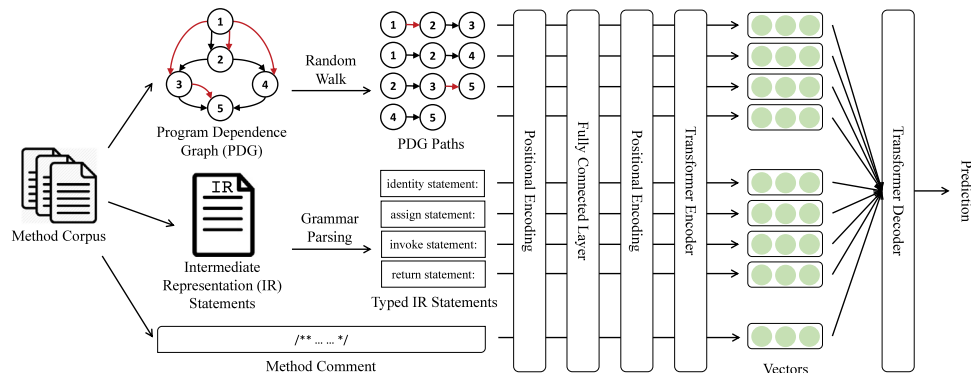 1
2
3
4
5
Program Dependence
Graph (PDG)
Random
Walk
1 2 3
1 2 4
2 3 5
4 5
PDG Paths
Method Corpus
IR
Intermediate
Representation (IR)
Statements
Grammar
Parsing
identity statement:
assign statement:
invoke statement:
return statement:
Typed IR Statements
/** ... ... */
Method Comment
Positional Encoding
Fully Connected Layer
Positional Encoding
Transformer Encoder
Vectors
Transformer Decoder
Prediction